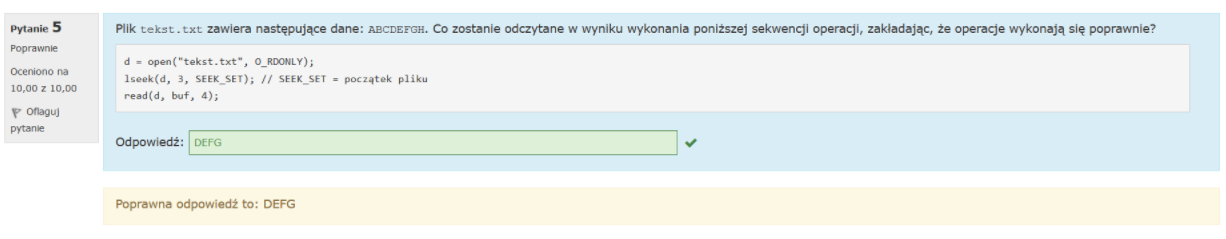 Pytanie 5
Poprawnie
Oceniono na
10,00 z 10,00
Oflaguj
pytanie
Plik tekst.txt zawiera następujące dane: ABCDEFGH. Co zostanie odczytane w wyniku wykonania poniższej sekwencji operacji, zakładając, że operacje wykonają się poprawnie?
d = open("tekst.txt", O_RDONLY);
lseek(d, 3, SEEK_SET); // SEEK_SET = początek pliku
read(d, buf, 4);
Odpowiedź: DEFG
Poprawna odpowiedź to: DEFG